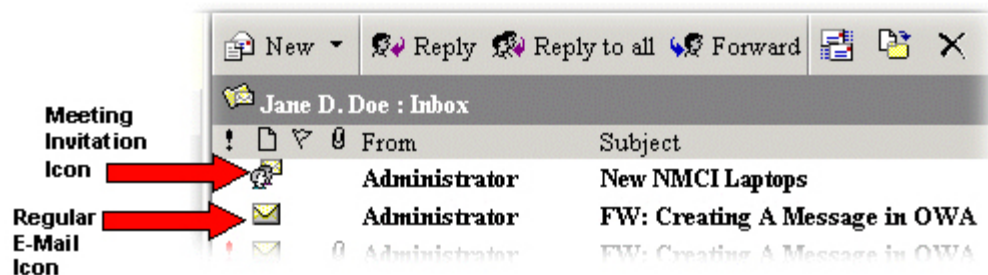 New Reply Reply to all Forward
Jane D. Doe : Inbox
Meeting
Invitation
Icon
! From Subject
Administrator New NMCI Laptops
Regular
E-Mail
Icon
Administrator FW: Creating A Message in OWA
! Administrator FW: Creating A Message in OWA